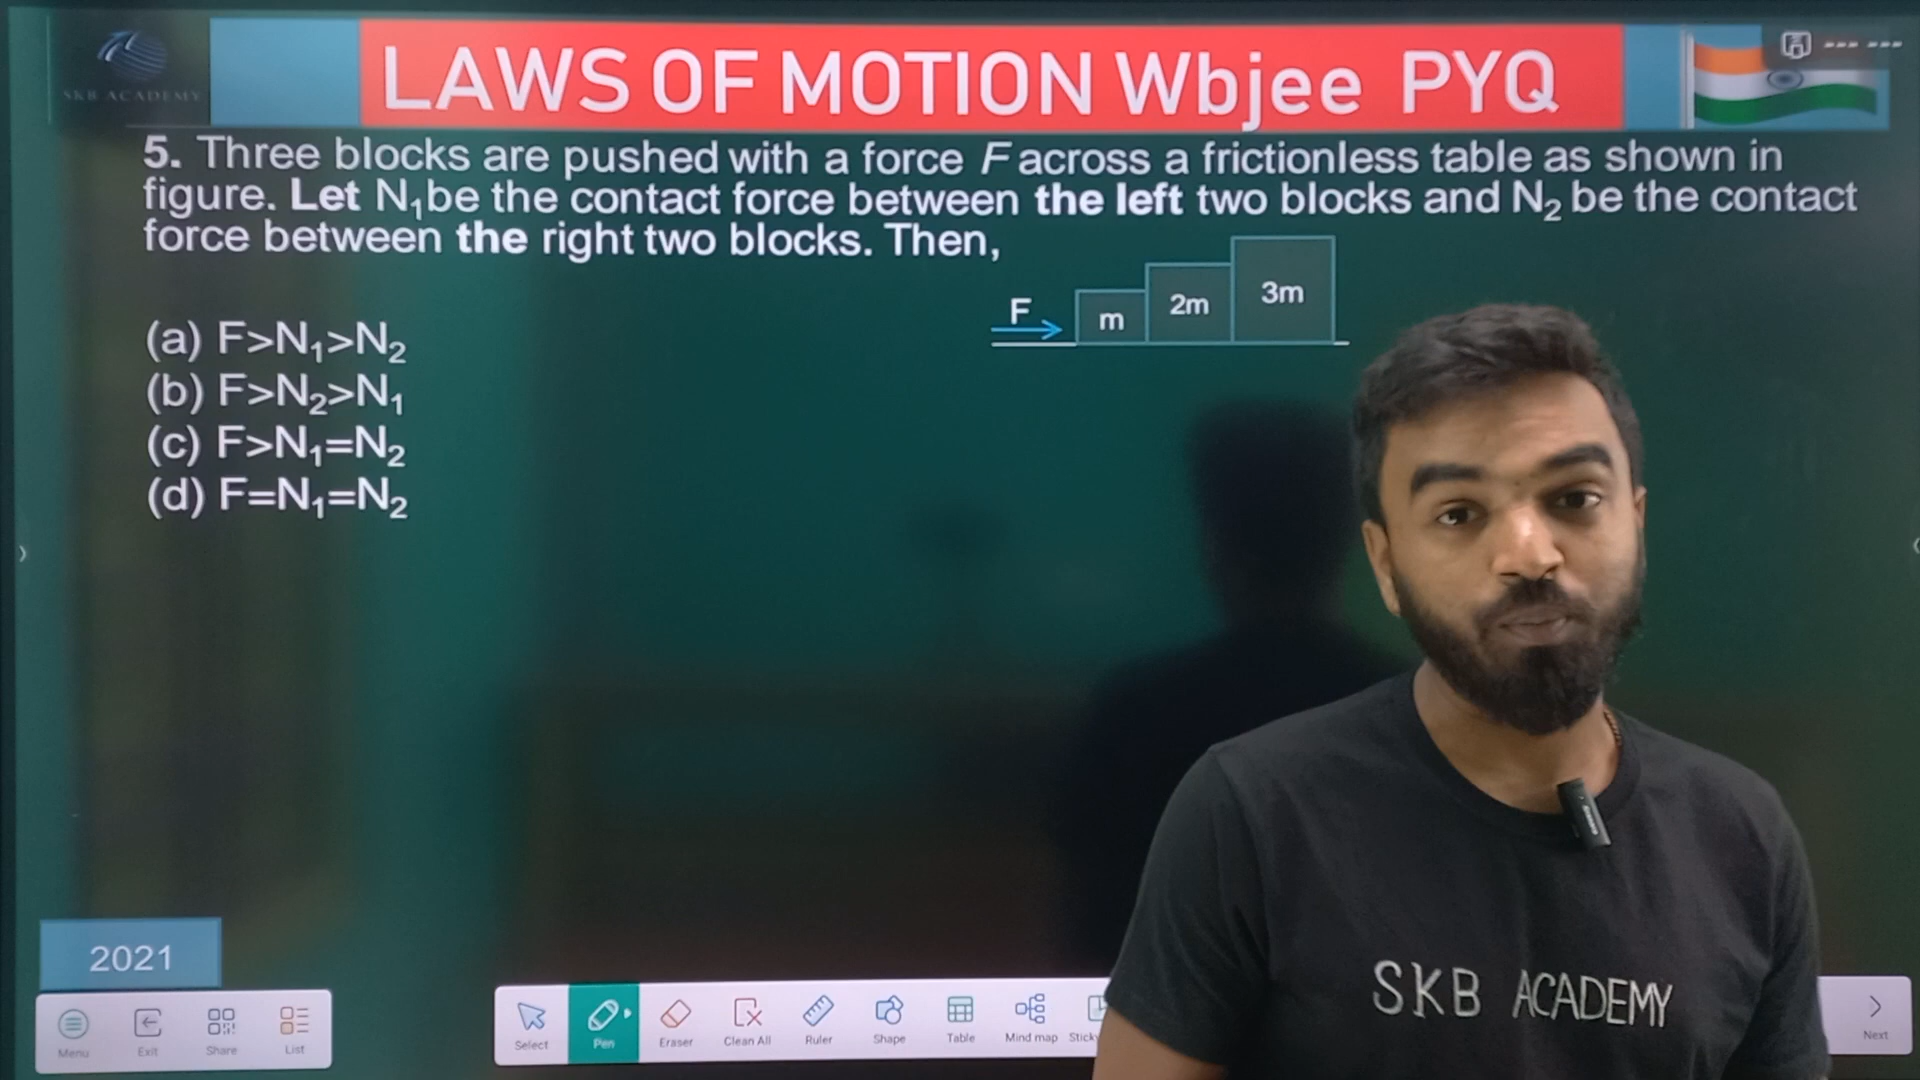 SKB ACADEMY
LAWS OF MOTION Wbjee PYQ
5. Three blocks are pushed with a force F across a frictionless table as shown in
figure. Let N₁ be the contact force between the left two blocks and N₂ be the contact
force between the right two blocks. Then,
F
m
2m
3m
(a) F>N₁>N₂
(b) F>N₂>N₁
(c) F>N₁=N₂
(d) F=N₁=N₂
2021
SKB ACADEMY
Menu
Exit
Share
List
Select
Pen
Eraser
Clean All
Ruler
Shape
Table
Mind map
Next